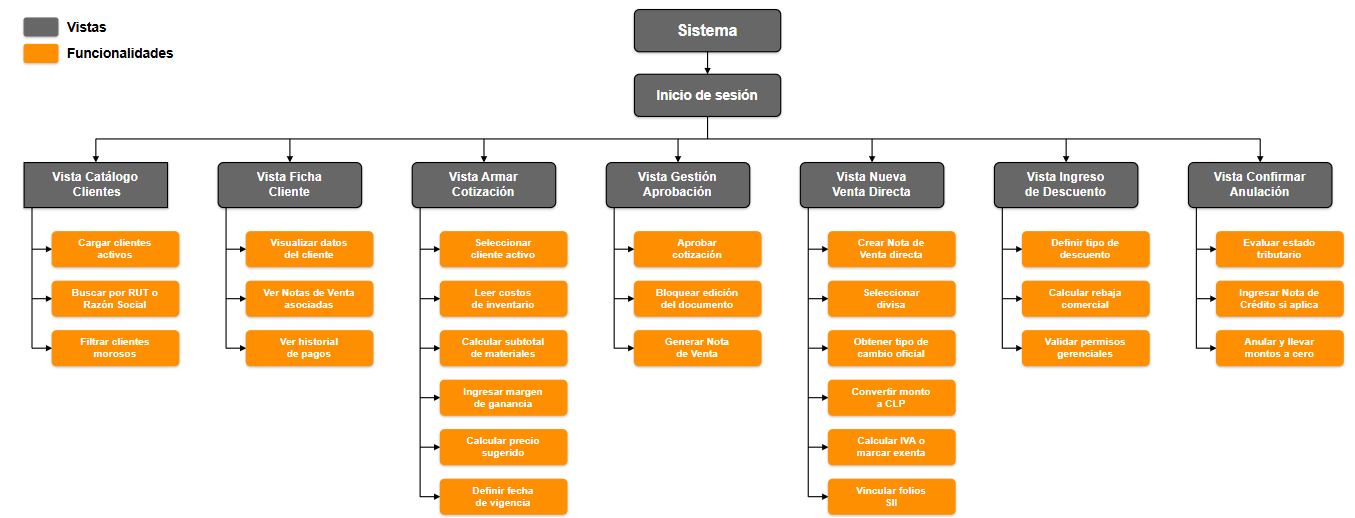 Vistas
Funcionalidades
Sistema
Inicio de sesión
Vista Catálogo
Clientes
Cargar clientes
activos
Buscar por RUT o
Razón Social
Filtrar clientes
morosos
Vista Ficha
Cliente
Visualizar datos
del cliente
Ver Notas de Venta
asociadas
Ver historial
de pagos
Vista Armar
Cotización
Seleccionar
cliente activo
Leer costos
de inventario
Calcular subtotal
de materiales
Ingresar margen
de ganancia
Calcular precio
sugerido
Definir fecha
de vigencia
Vista Gestión
Aprobación
Aprobar
cotización
Bloquear edición
del documento
Generar Nota
de Venta
Vista Nueva
Venta Directa
Crear Nota de
Venta directa
Seleccionar
divisa
Obtener tipo de
cambio oficial
Convertir monto
a CLP
Calcular IVA o
marcar exenta
Vincular folios
SII
Vista Ingreso
de Descuento
Definir tipo de
descuento
Calcular rebaja
comercial
Validar permisos
gerenciales
Vista Confirmar
Anulación
Evaluar estado
tributario
Ingresar Nota de
Crédito si aplica
Anular y llevar
montos a cero